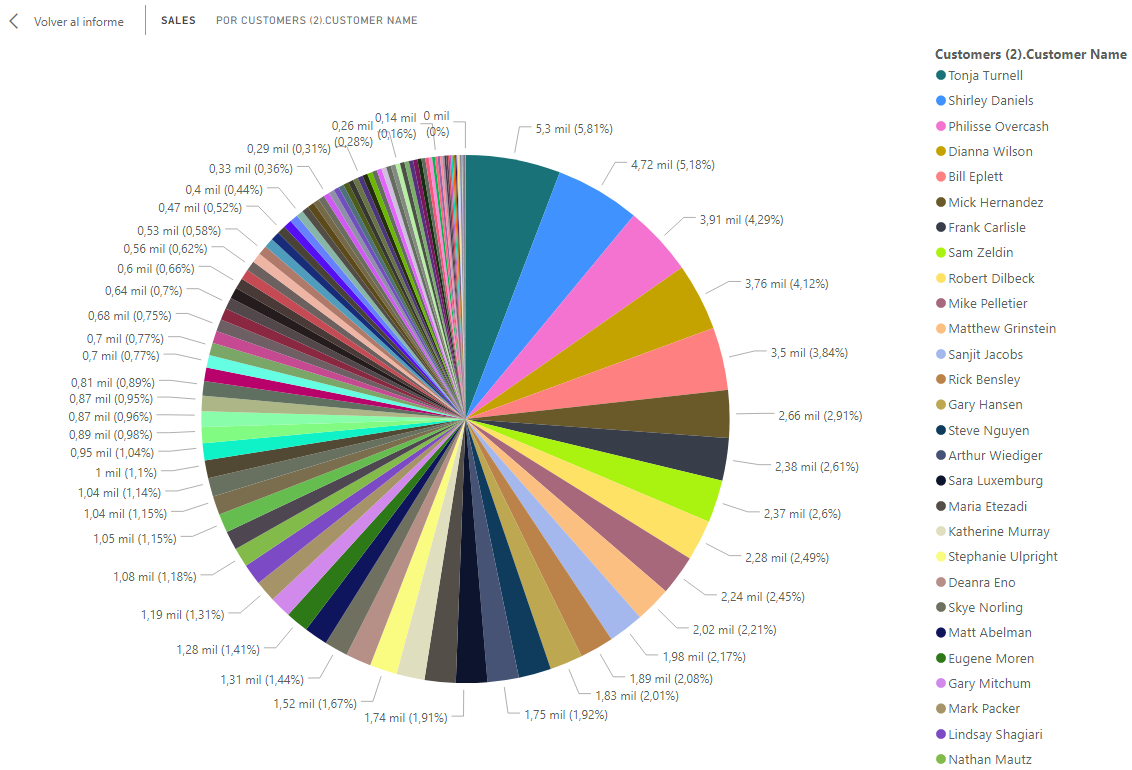 Volver al informe
SALES
POR CUSTOMERS (2).CUSTOMER NAME
Customers (2).Customer Name
Tonja Turnell
Shirley Daniels
Philisse Overcash
Dianna Wilson
Bill Eplett
Mick Hernandez
Frank Carlisle
Sam Zeldin
Robert Dilbeck
Mike Pelletier
Matthew Grinstein
Sanjit Jacobs
Rick Bensley
Gary Hansen
Steve Nguyen
Arthur Wiediger
Sara Luxemburg
Maria Etezadi
Katherine Murray
Stephanie Ulpright
Deanra Eno
Skye Norling
Matt Abelman
Eugene Moren
Gary Mitchum
Mark Packer
Lindsay Shagiari
Nathan Mautz
5,3 mil (5,81%)
4,72 mil (5,18%)
3,91 mil (4,29%)
3,76 mil (4,12%)
3,5 mil (3,84%)
2,66 mil (2,91%)
2,38 mil (2,61%)
2,37 mil (2,6%)
2,28 mil (2,49%)
2,24 mil (2,45%)
2,02 mil (2,21%)
1,98 mil (2,17%)
1,89 mil (2,08%)
1,83 mil (2,01%)
1,75 mil (1,92%)
1,74 mil (1,91%)
1,52 mil (1,67%)
1,31 mil (1,44%)
1,28 mil (1,41%)
1,19 mil (1,31%)
1,08 mil (1,18%)
1,05 mil (1,15%)
1,04 mil (1,15%)
1,04 mil (1,14%)
1 mil (1,1%)
0,95 mil (1,04%)
0,89 mil (0,98%)
0,87 mil (0,96%)
0,87 mil (0,95%)
0,81 mil (0,89%)
0,7 mil (0,77%)
0,7 mil (0,77%)
0,68 mil (0,75%)
0,64 mil (0,7%)
0,6 mil (0,66%)
0,56 mil (0,62%)
0,53 mil (0,58%)
0,47 mil (0,52%)
0,4 mil (0,44%)
0,33 mil (0,36%)
0,29 mil (0,31%)
0,26 mil
(0,28%)
0,14 mil
(0,16%)
0 mil
(0%)